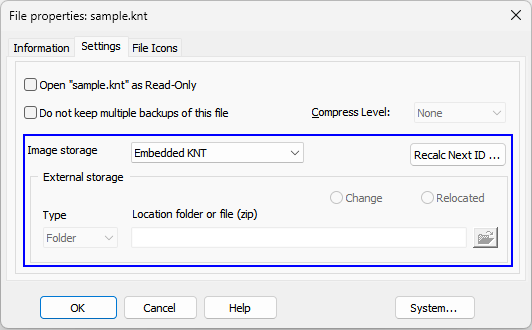 File properties: sample.knt
Information Settings File Icons
Open "sample.knt" as Read-Only
Do not keep multiple backups of this file Compress Level: None
Image storage Embedded KNT Recalc Next ID ...
External storage
Change Relocated
Type Location folder or file (zip)
Folder
OK Cancel Help System...